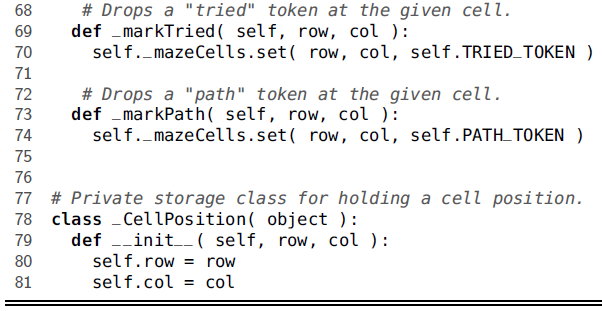 68 # Drops a "tried" token at the given cell.
69 def _markTried( self, row, col ):
70 self._mazeCells.set( row, col, self.TRIED_TOKEN )
71
72 # Drops a "path" token at the given cell.
73 def _markPath( self, row, col ):
74 self._mazeCells.set( row, col, self.PATH_TOKEN )
75
76
77 # Private storage class for holding a cell position.
78 class _CellPosition( object ):
79 def __init__( self, row, col ):
80 self.row = row
81 self.col = col